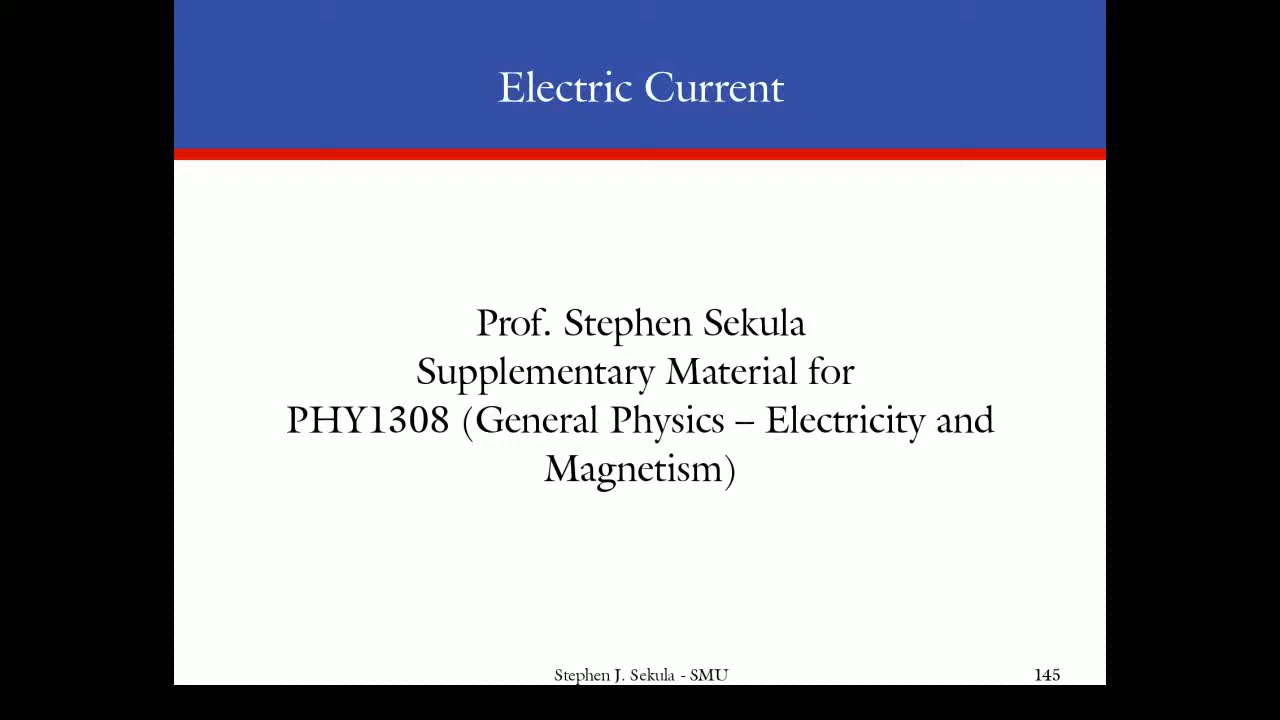 Electric Current
Prof. Stephen Sekula
Supplementary Material for
PHY1308 (General Physics – Electricity and
Magnetism)
Stephen J. Sekula - SMU
145